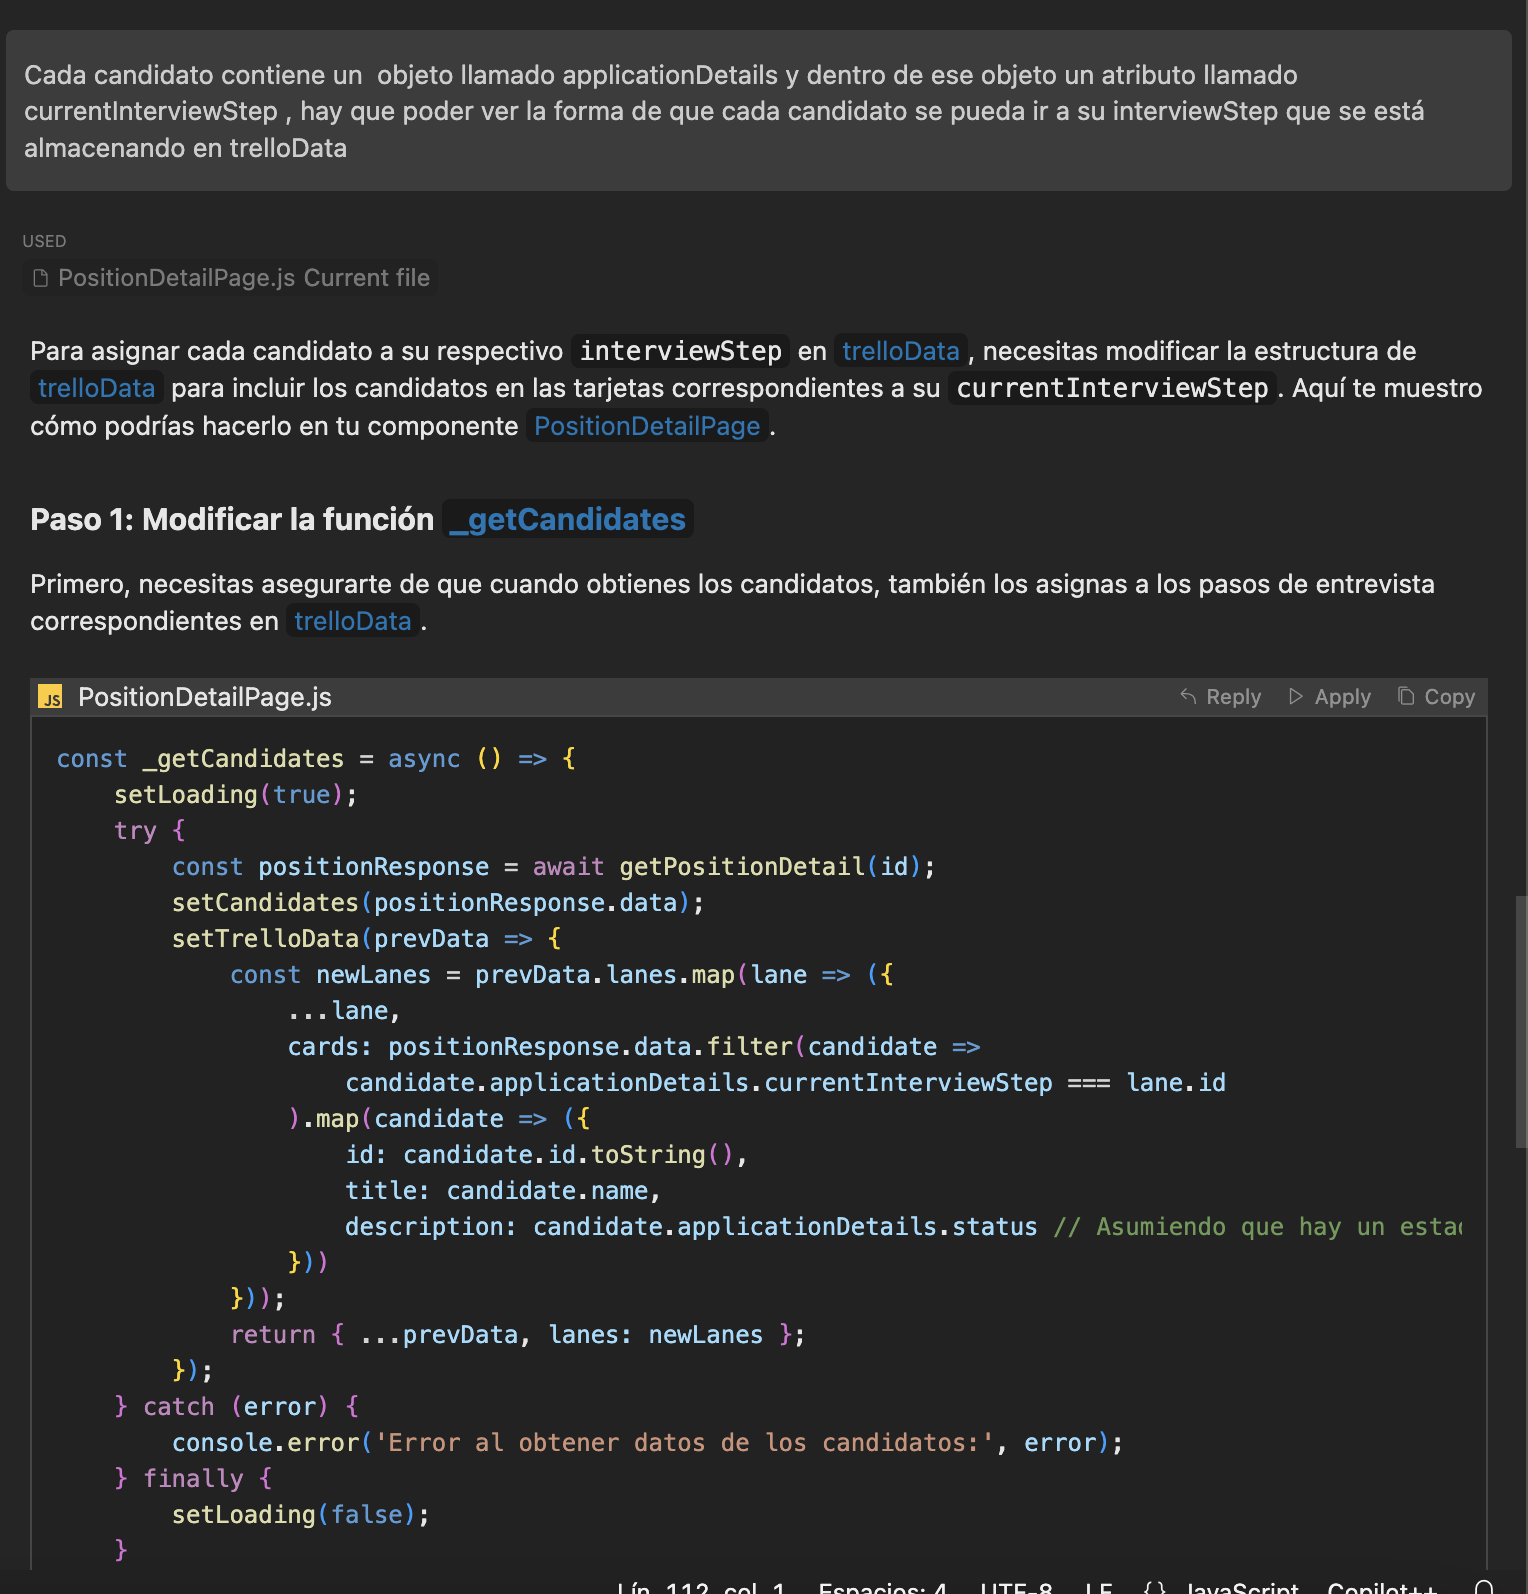 Cada candidato contiene un  objeto llamado applicationDetails y dentro de ese objeto un atributo llamado
currentInterviewStep , hay que poder ver la forma de que cada candidato se pueda ir a su interviewStep que se está
almacenando en trelloData
USED
PositionDetailPage.js Current file
Para asignar cada candidato a su respectivo interviewStep en trelloData , necesitas modificar la estructura de
trelloData para incluir los candidatos en las tarjetas correspondientes a su currentInterviewStep . Aquí te muestro
cómo podrías hacerlo en tu componente PositionDetailPage .
Paso 1: Modificar la función _getCandidates
Primero, necesitas asegurarte de que cuando obtienes los candidatos, también los asignas a los pasos de entrevista
correspondientes en trelloData .
JS PositionDetailPage.js Reply Apply Copy
const _getCandidates = async () => {
    setLoading(true);
    try {
        const positionResponse = await getPositionDetail(id);
        setCandidates(positionResponse.data);
        setTrelloData(prevData => {
            const newLanes = prevData.lanes.map(lane => ({
                ...lane,
                cards: positionResponse.data.filter(candidate =>
                    candidate.applicationDetails.currentInterviewStep === lane.id
                ).map(candidate => ({
                    id: candidate.id.toString(),
                    title: candidate.name,
                    description: candidate.applicationDetails.status // Asumiendo que hay un
                }))
            }));
            return { ...prevData, lanes: newLanes };
        });
    } catch (error) {
        console.error('Error al obtener datos de los candidatos:', error);
    } finally {
        setLoading(false);
    }
Lín. 112, col. 1 Espacios: 4 UTF-8 LF {} JavaScript Copilot++